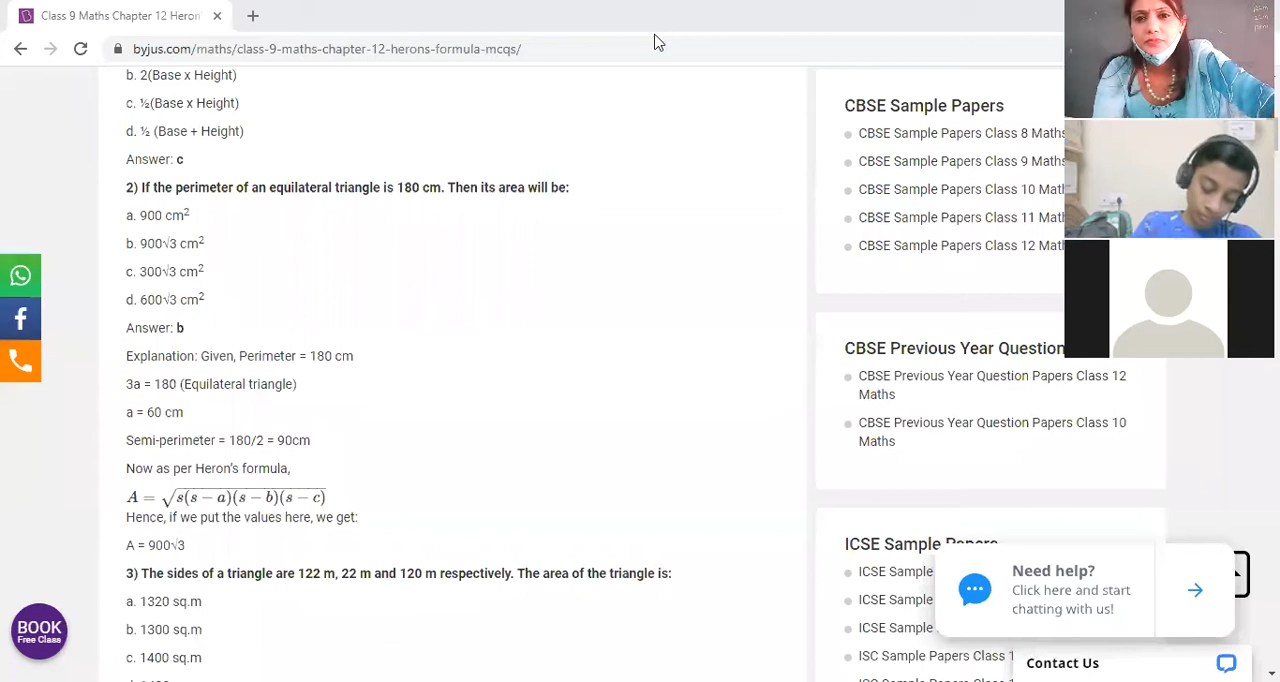 Class 9 Maths Chapter 12 Heron
byjus.com/maths/class-9-maths-chapter-12-herons-formula-mcqs/
b. 2(Base x Height)
c. ½(Base x Height)
d. ½ (Base + Height)
Answer: c
2) If the perimeter of an equilateral triangle is 180 cm. Then its area will be:
a. 900 cm²
b. 900√3 cm²
c. 300√3 cm²
d. 600√3 cm²
Answer: b
Explanation: Given, Perimeter = 180 cm
3a = 180 (Equilateral triangle)
a = 60 cm
Semi-perimeter = 180/2 = 90cm
Now as per Heron's formula,
A = √s(s − a)(s − b)(s − c)
Hence, if we put the values here, we get:
A = 900√3
3) The sides of a triangle are 122 m, 22 m and 120 m respectively. The area of the triangle is:
a. 1320 sq.m
b. 1300 sq.m
c. 1400 sq.m
BOOK
Free Class
CBSE Sample Papers
CBSE Sample Papers Class 8 Maths
CBSE Sample Papers Class 9 Maths
CBSE Sample Papers Class 10 Mat
CBSE Sample Papers Class 11 Mat
CBSE Sample Papers Class 12 Mat
CBSE Previous Year Question
CBSE Previous Year Question Papers Class 12
Maths
CBSE Previous Year Question Papers Class 10
Maths
ICSE Sample Papers
ICSE Sample
ICSE Sample
ICSE Sample
ISC Sample Papers Class 1
Need help?
Click here and start
chatting with us!
Contact Us